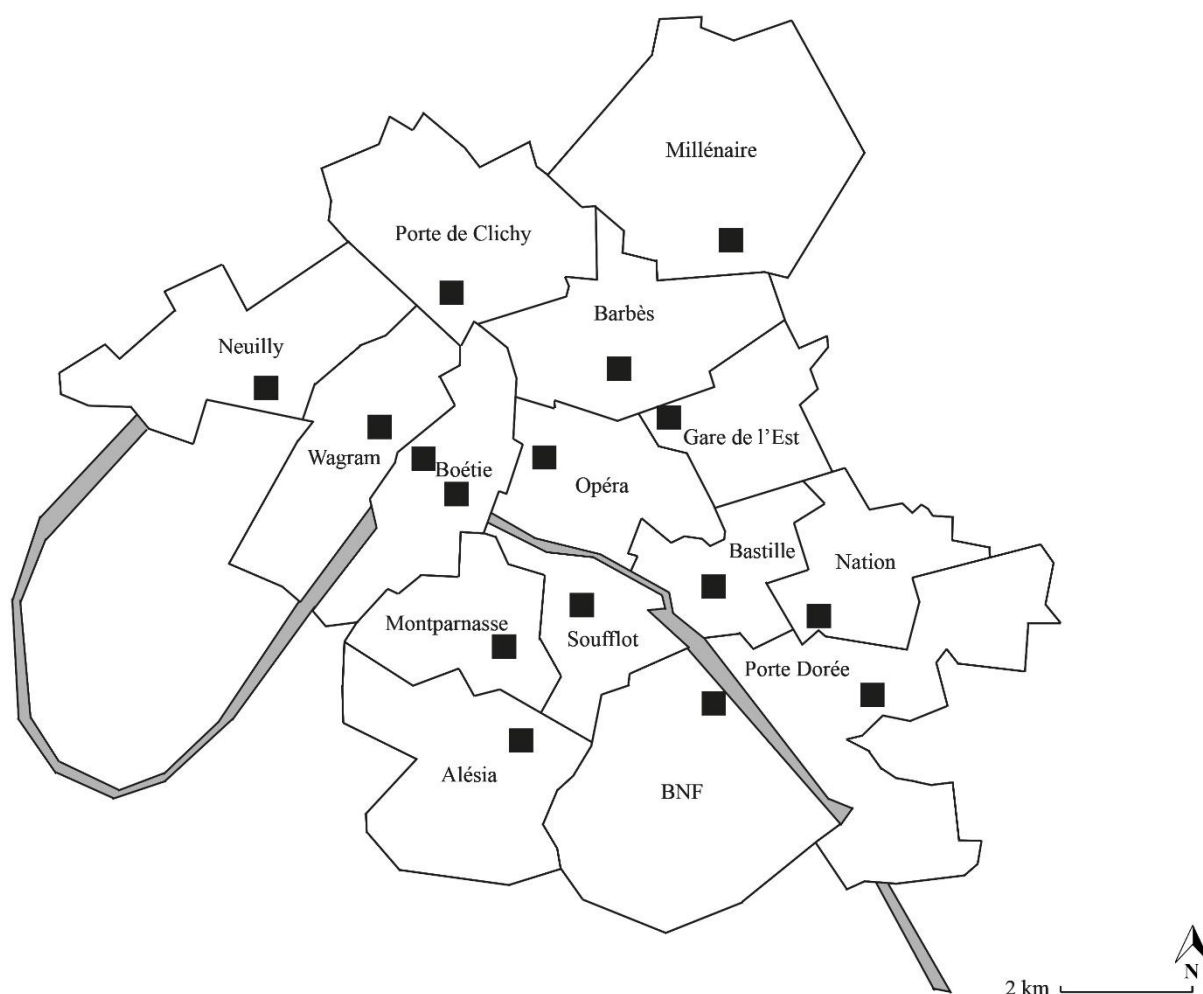 Millénaire
Porte de Clichy
Barbès
Neuilly
Gare de l’Est
Wagram
Boétie
Opéra
Bastille
Nation
Montparnasse
Soufflot
Porte Dorée
Alésia
BNF
N
2 km